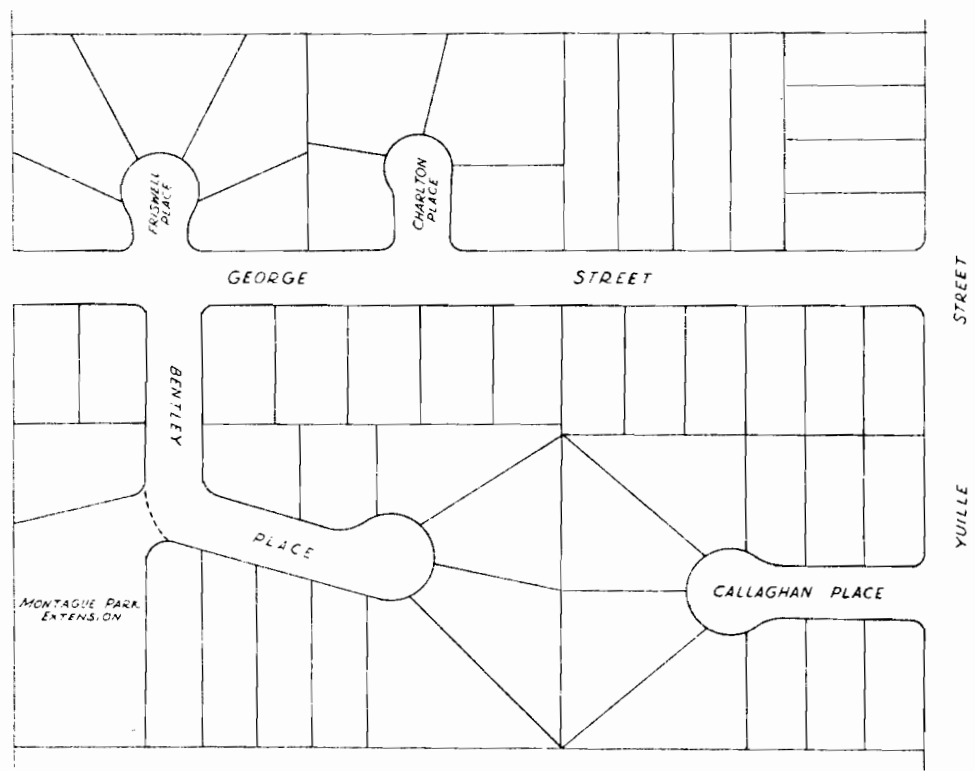 FRISWELL
PLACE
CHARLTON
PLACE
GEORGE STREET
YUILLE STREET
BENTLEY PLACE
CALLAGHAN PLACE
MONTAGUE PARK
EXTENSION